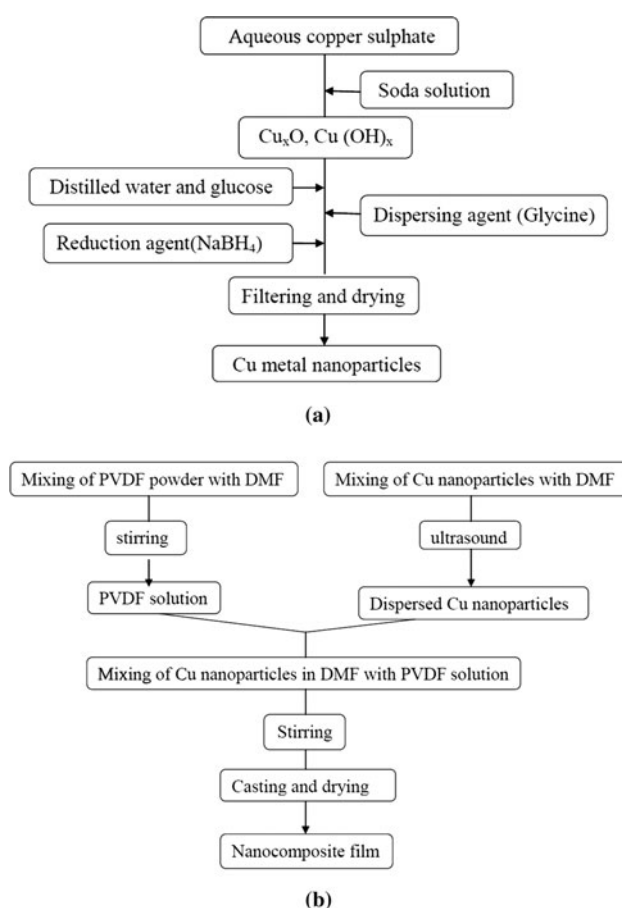 Aqueous copper sulphate
Soda solution
CuₓO, Cu (OH)ₓ
Distilled water and glucose
Dispersing agent (Glycine)
Reduction agent(NaBH₄)
Filtering and drying
Cu metal nanoparticles
(a)
Mixing of PVDF powder with DMF
Mixing of Cu nanoparticles with DMF
stirring
ultrasound
PVDF solution
Dispersed Cu nanoparticles
Mixing of Cu nanoparticles in DMF with PVDF solution
Stirring
Casting and drying
Nanocomposite film
(b)